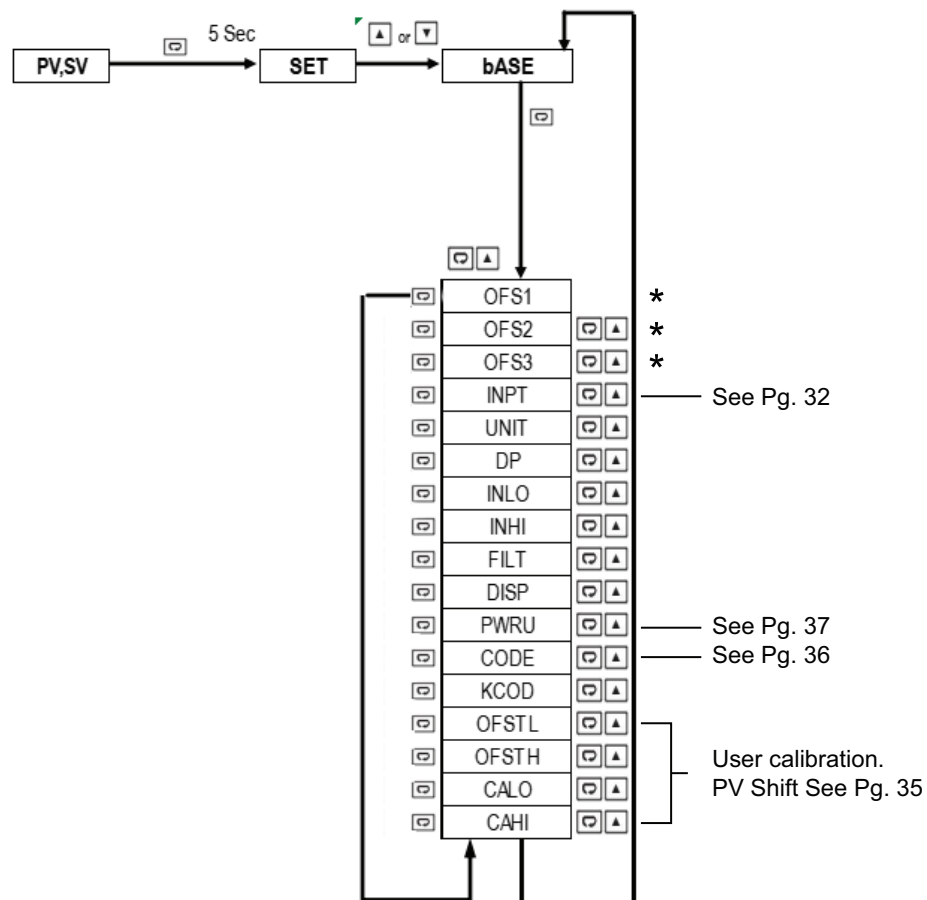 5 Sec
▲ or ▼
PV,SV
SET
bASE
OFS1 *
OFS2 *
OFS3 *
INPT See Pg. 32
UNIT
DP
INLO
INHI
FILT
DISP
PWRU See Pg. 37
CODE See Pg. 36
KCOD
OFSTL
OFSTH
CALO
CAHI
User calibration.
PV Shift See Pg. 35